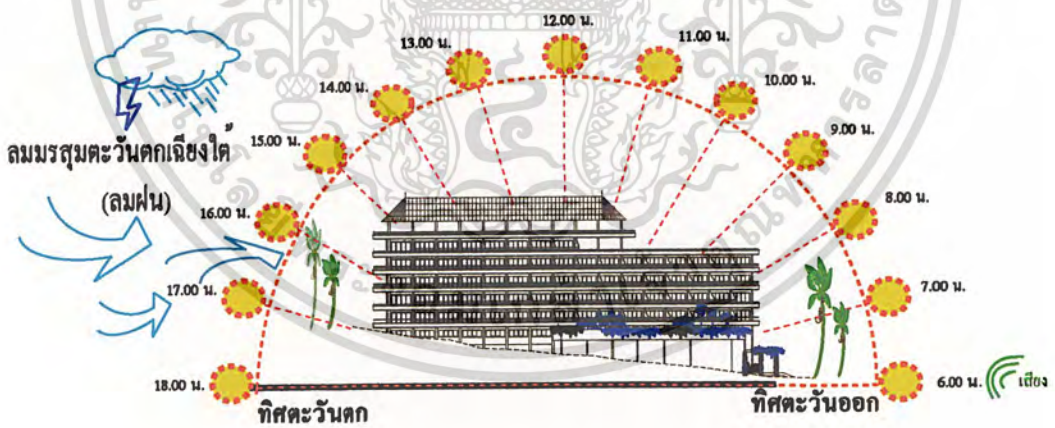 12.00 น.
13.00 น.
11.00 น.
14.00 น.
10.00 น.
15.00 น.
9.00 น.
ลมมรสุมตะวันตกเฉียงใต้
(ลมฝน)
16.00 น.
8.00 น.
17.00 น.
7.00 น.
18.00 น.
6.00 น.
เสียง
ทิศตะวันตก
ทิศตะวันออก